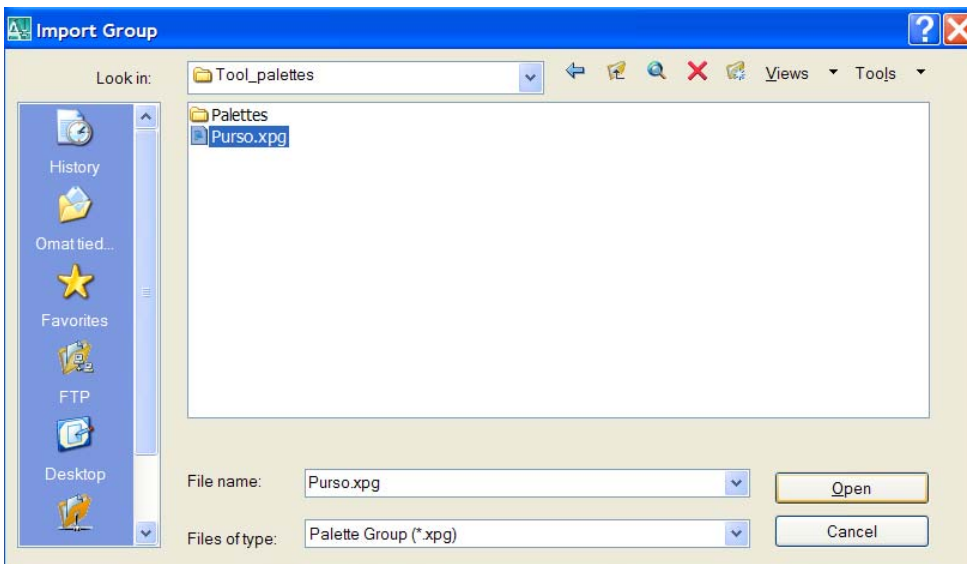 Import Group
Look in:
Tool_palettes
Views
Tools
Palettes
Purso.xpg
History
Omat tied...
Favorites
FTP
Desktop
File name:
Purso.xpg
Open
Files of type:
Palette Group (*.xpg)
Cancel